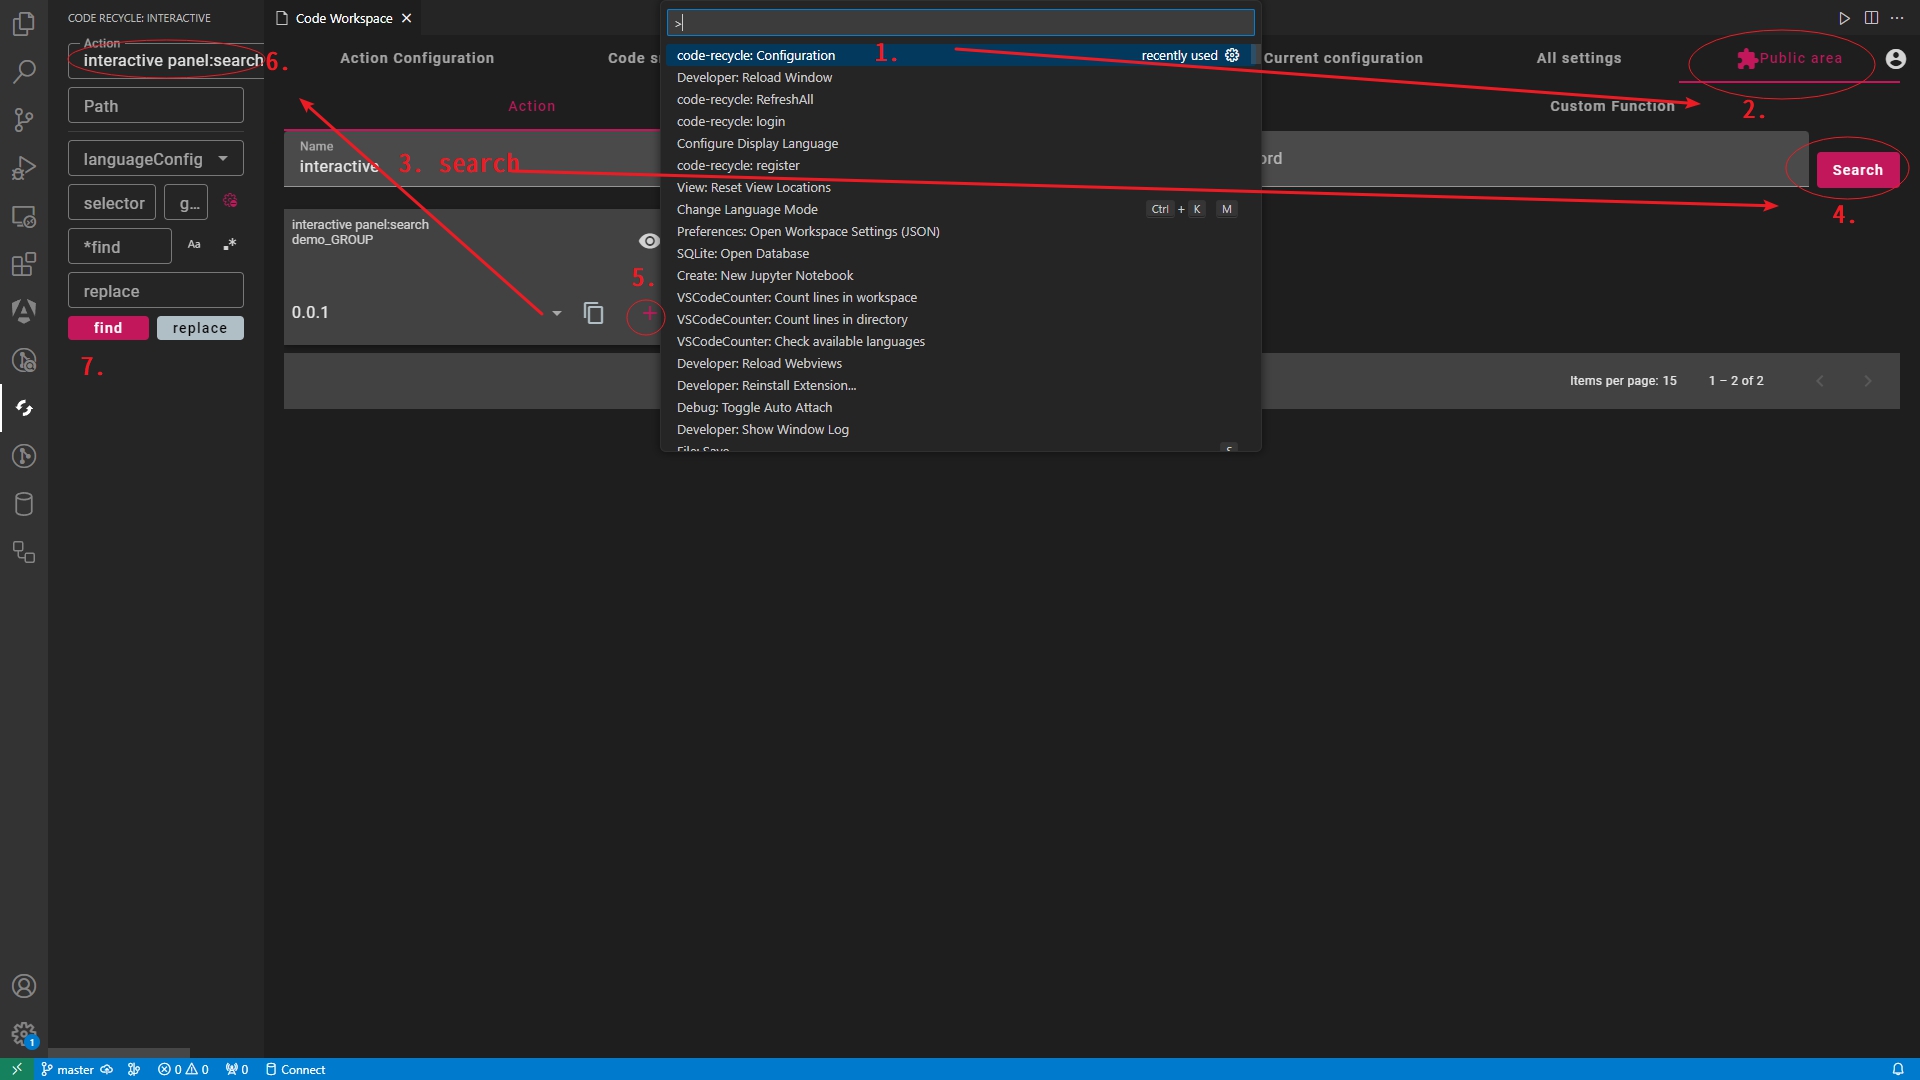 CODE RECYCLE: INTERACTIVE
Action
interactive panel:search
6.
Path
languageConfig
selector
g...
*find
Aa
.*
replace
find
replace
7.
Code Workspace
Action Configuration
Code s
Current configuration
All settings
Public area
2.
Action
Custom Function
Name
interactive
3. search
ord
Search
4.
interactive panel:search
demo_GROUP
5.
0.0.1
+
Items per page: 15
1 – 2 of 2
>
code-recycle: Configuration
1.
recently used
Developer: Reload Window
code-recycle: RefreshAll
code-recycle: login
Configure Display Language
code-recycle: register
View: Reset View Locations
Change Language Mode
Ctrl + K M
Preferences: Open Workspace Settings (JSON)
SQLite: Open Database
Create: New Jupyter Notebook
VSCodeCounter: Count lines in workspace
VSCodeCounter: Count lines in directory
VSCodeCounter: Check available languages
Developer: Reload Webviews
Developer: Reinstall Extension...
Debug: Toggle Auto Attach
Developer: Show Window Log
File: Save
1
master
0 0
0
Connect